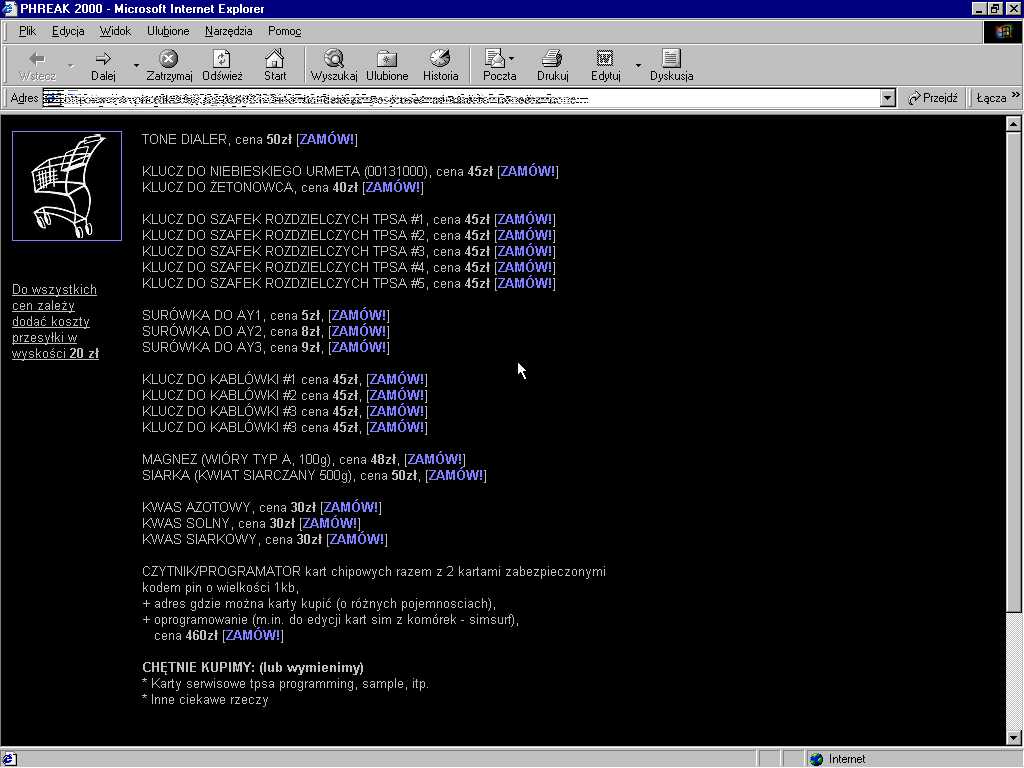 PHREAK 2000 - Microsoft Internet Explorer
Plik Edycja Widok Ulubione Narzędzia Pomoc
Wstecz Dalej Zatrzymaj Odśwież Start Wyszukaj Ulubione Historia Poczta Drukuj Edytuj Dyskusja
Adres Przejdź Łącza »
TONE DIALER, cena 50zł [ZAMÓW!]
KLUCZ DO NIEBIESKIEGO URMETA (00131000), cena 45zł [ZAMÓW!]
KLUCZ DO ŻETONOWCA, cena 40zł [ZAMÓW!]
KLUCZ DO SZAFEK ROZDZIELCZYCH TPSA #1, cena 45zł [ZAMÓW!]
KLUCZ DO SZAFEK ROZDZIELCZYCH TPSA #2, cena 45zł [ZAMÓW!]
KLUCZ DO SZAFEK ROZDZIELCZYCH TPSA #3, cena 45zł [ZAMÓW!]
KLUCZ DO SZAFEK ROZDZIELCZYCH TPSA #4, cena 45zł [ZAMÓW!]
KLUCZ DO SZAFEK ROZDZIELCZYCH TPSA #5, cena 45zł [ZAMÓW!]
Do wszystkich
cen zależy
dodać koszty
przesyłki w
wyskości 20 zł
SURÓWKA DO AY1, cena 5zł, [ZAMÓW!]
SURÓWKA DO AY2, cena 8zł, [ZAMÓW!]
SURÓWKA DO AY3, cena 9zł, [ZAMÓW!]
KLUCZ DO KABLÓWKI #1 cena 45zł, [ZAMÓW!]
KLUCZ DO KABLÓWKI #2 cena 45zł, [ZAMÓW!]
KLUCZ DO KABLÓWKI #3 cena 45zł, [ZAMÓW!]
KLUCZ DO KABLÓWKI #3 cena 45zł, [ZAMÓW!]
MAGNEZ (WIÓRY TYP A, 100g), cena 48zł, [ZAMÓW!]
SIARKA (KWIAT SIARCZANY 500g), cena 50zł, [ZAMÓW!]
KWAS AZOTOWY, cena 30zł [ZAMÓW!]
KWAS SOLNY, cena 30zł [ZAMÓW!]
KWAS SIARKOWY, cena 30zł [ZAMÓW!]
CZYTNIK/PROGRAMATOR kart chipowych razem z 2 kartami zabezpieczonymi
kodem pin o wielkości 1kb,
+ adres gdzie można karty kupić (o różnych pojemnosciach),
+ oprogramowanie (m.in. do edycji kart sim z komórek - simsurf),
cena 460zł [ZAMÓW!]
CHĘTNIE KUPIMY: (lub wymienimy)
* Karty serwisowe tpsa programming, sample, itp.
* Inne ciekawe rzeczy
Internet